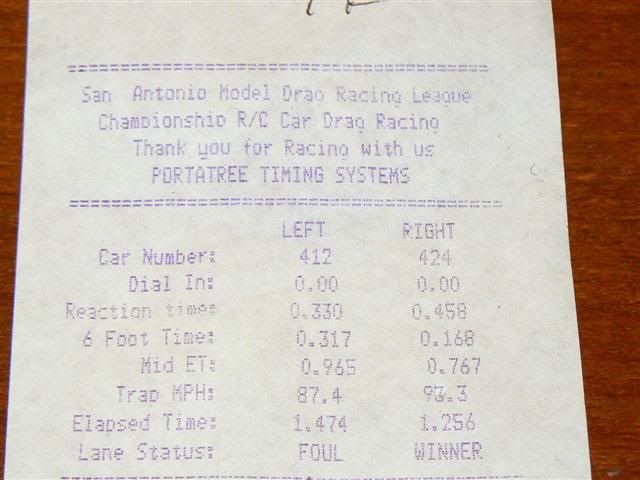 San Antonio Model Drag Racing League
Championship R/C Car Drag Racing
Thank you for Racing with us
PORTATREE TIMING SYSTEMS
LEFT RIGHT
Car Number: 412 424
Dial In: 0.00 0.00
Reaction time: 0.330 0.458
6 Foot Time: 0.317 0.168
Mid ET: 0.965 0.767
Trap MPH: 87.4
Elapsed Time: 1.474 1.256
Lane Status: FOUL WINNER